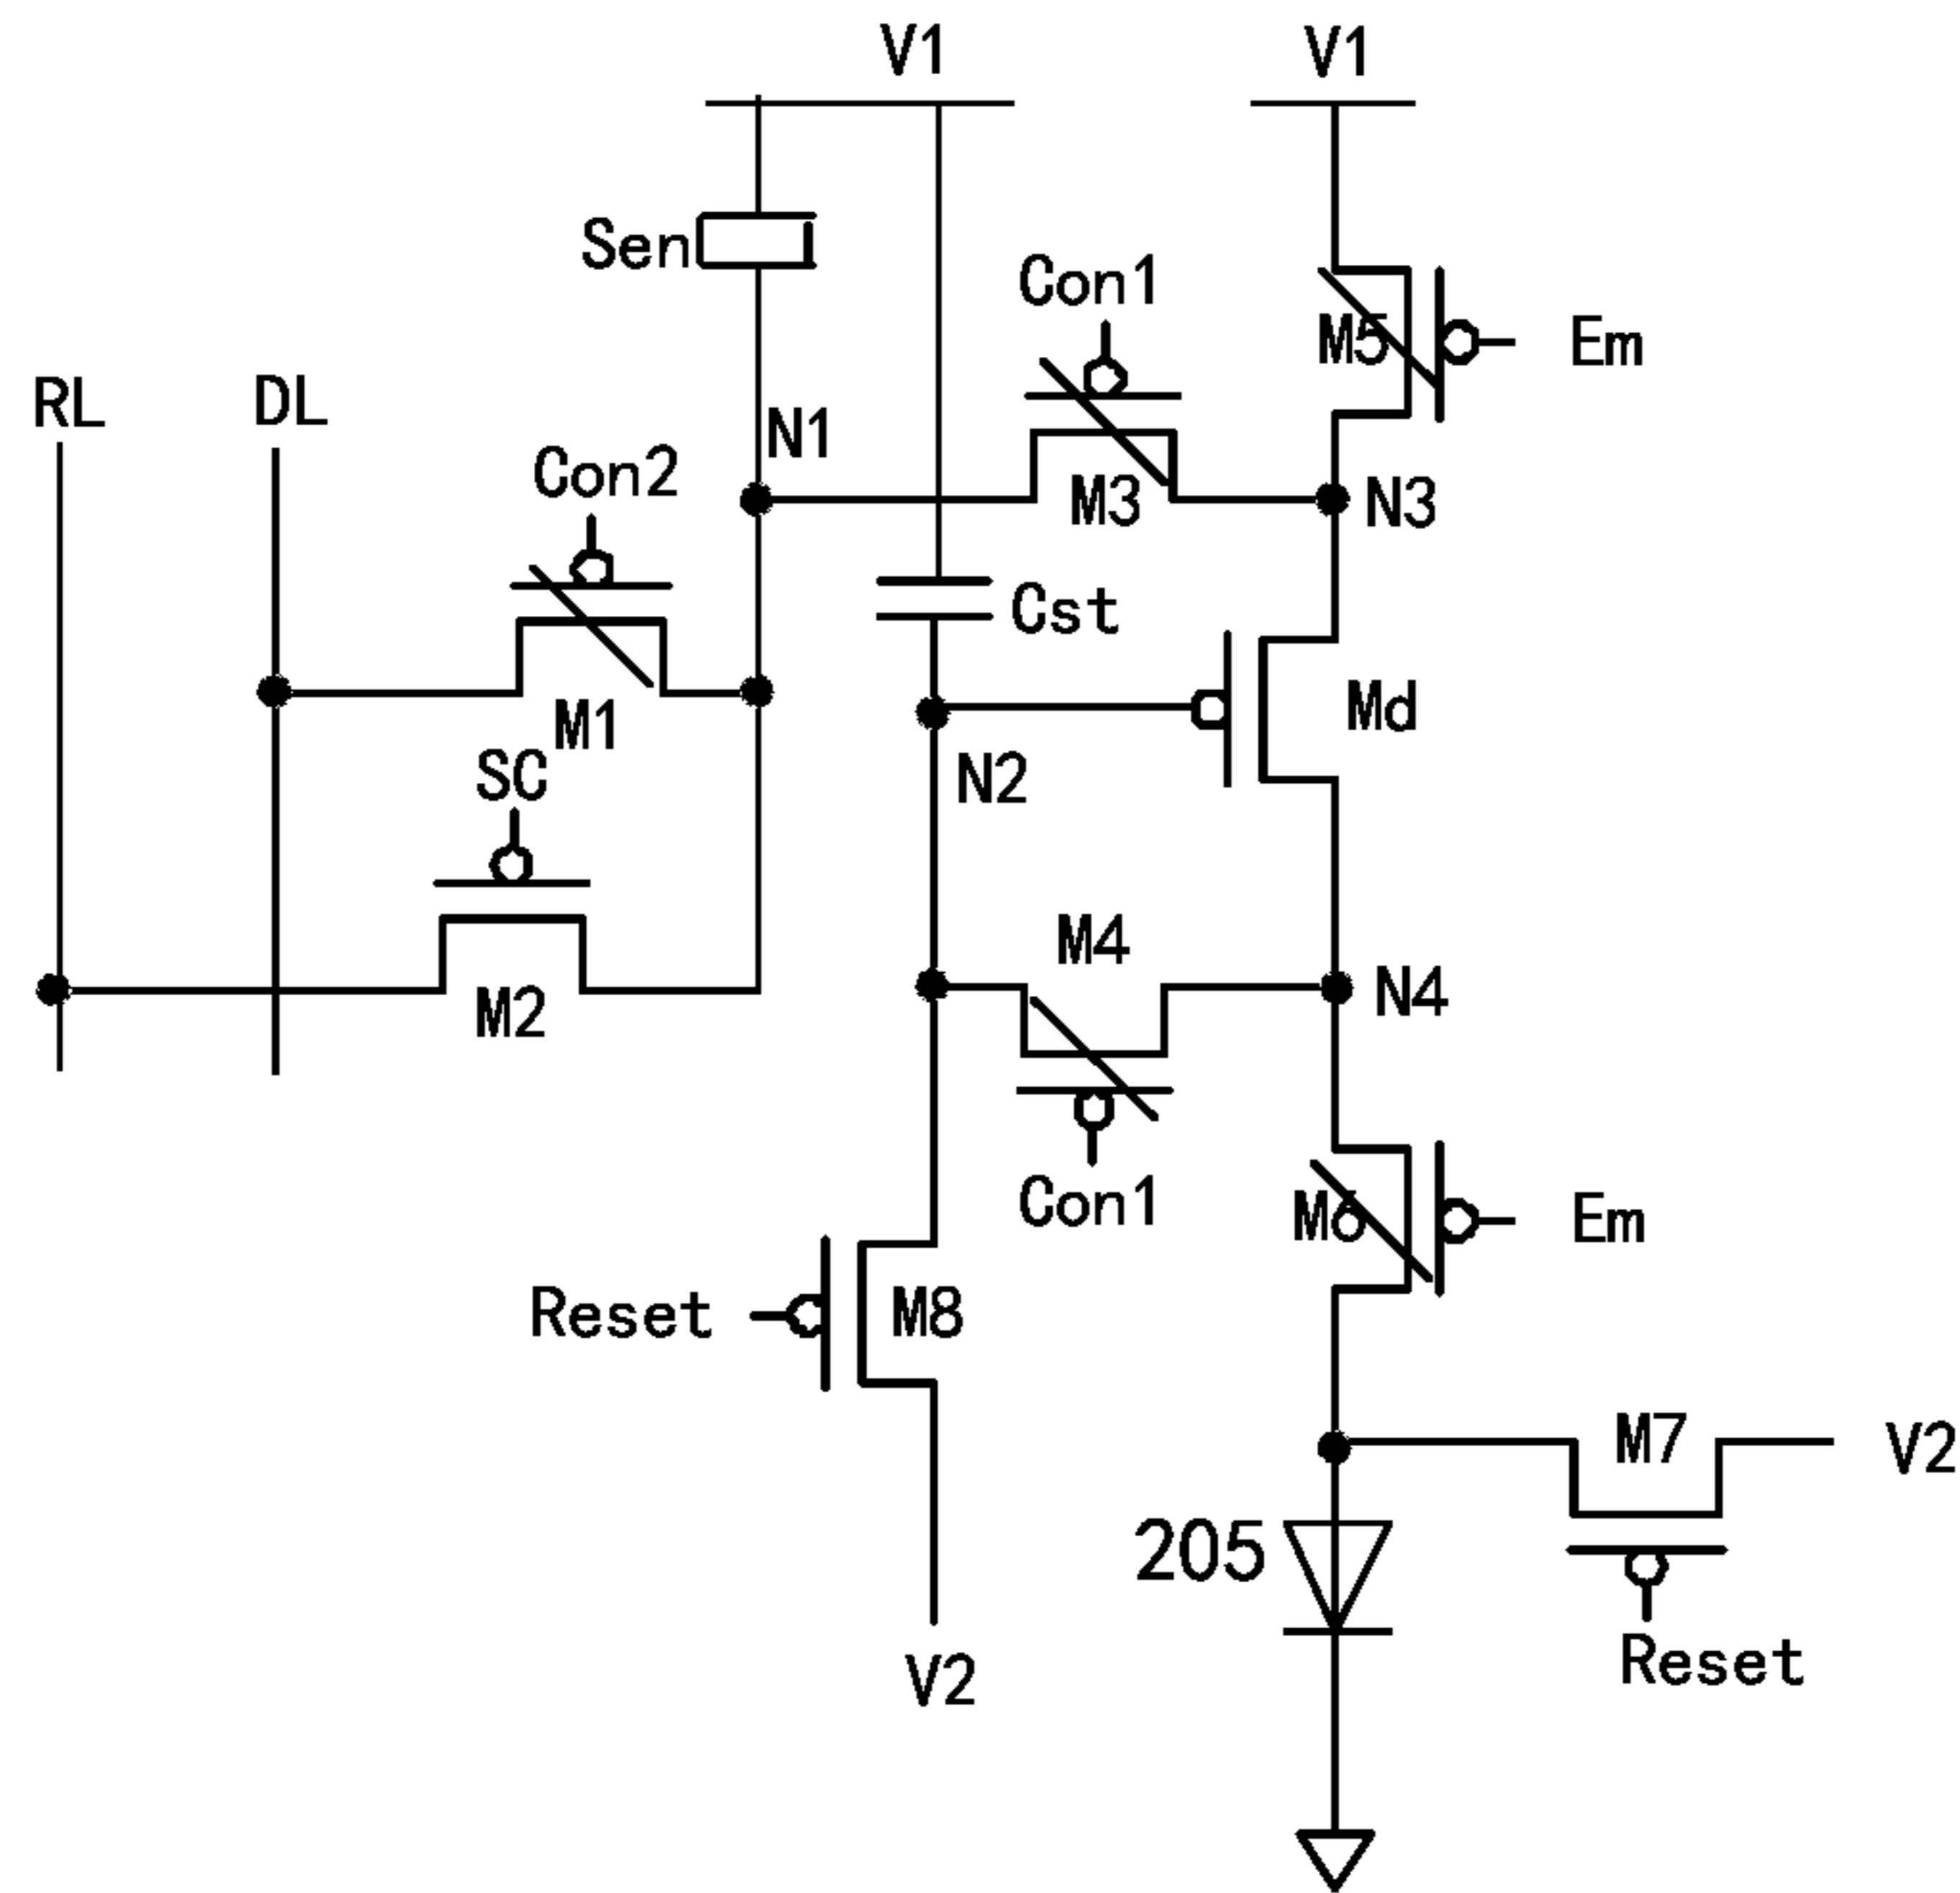 V1
V1
Sen
Con1
M5
Em
RL
DL
N1
Con2
M3
N3
Cst
M1
Md
SC
N2
M4
N4
M2
Con1
M6
Em
Reset
M8
M7
V2
205
Reset
V2